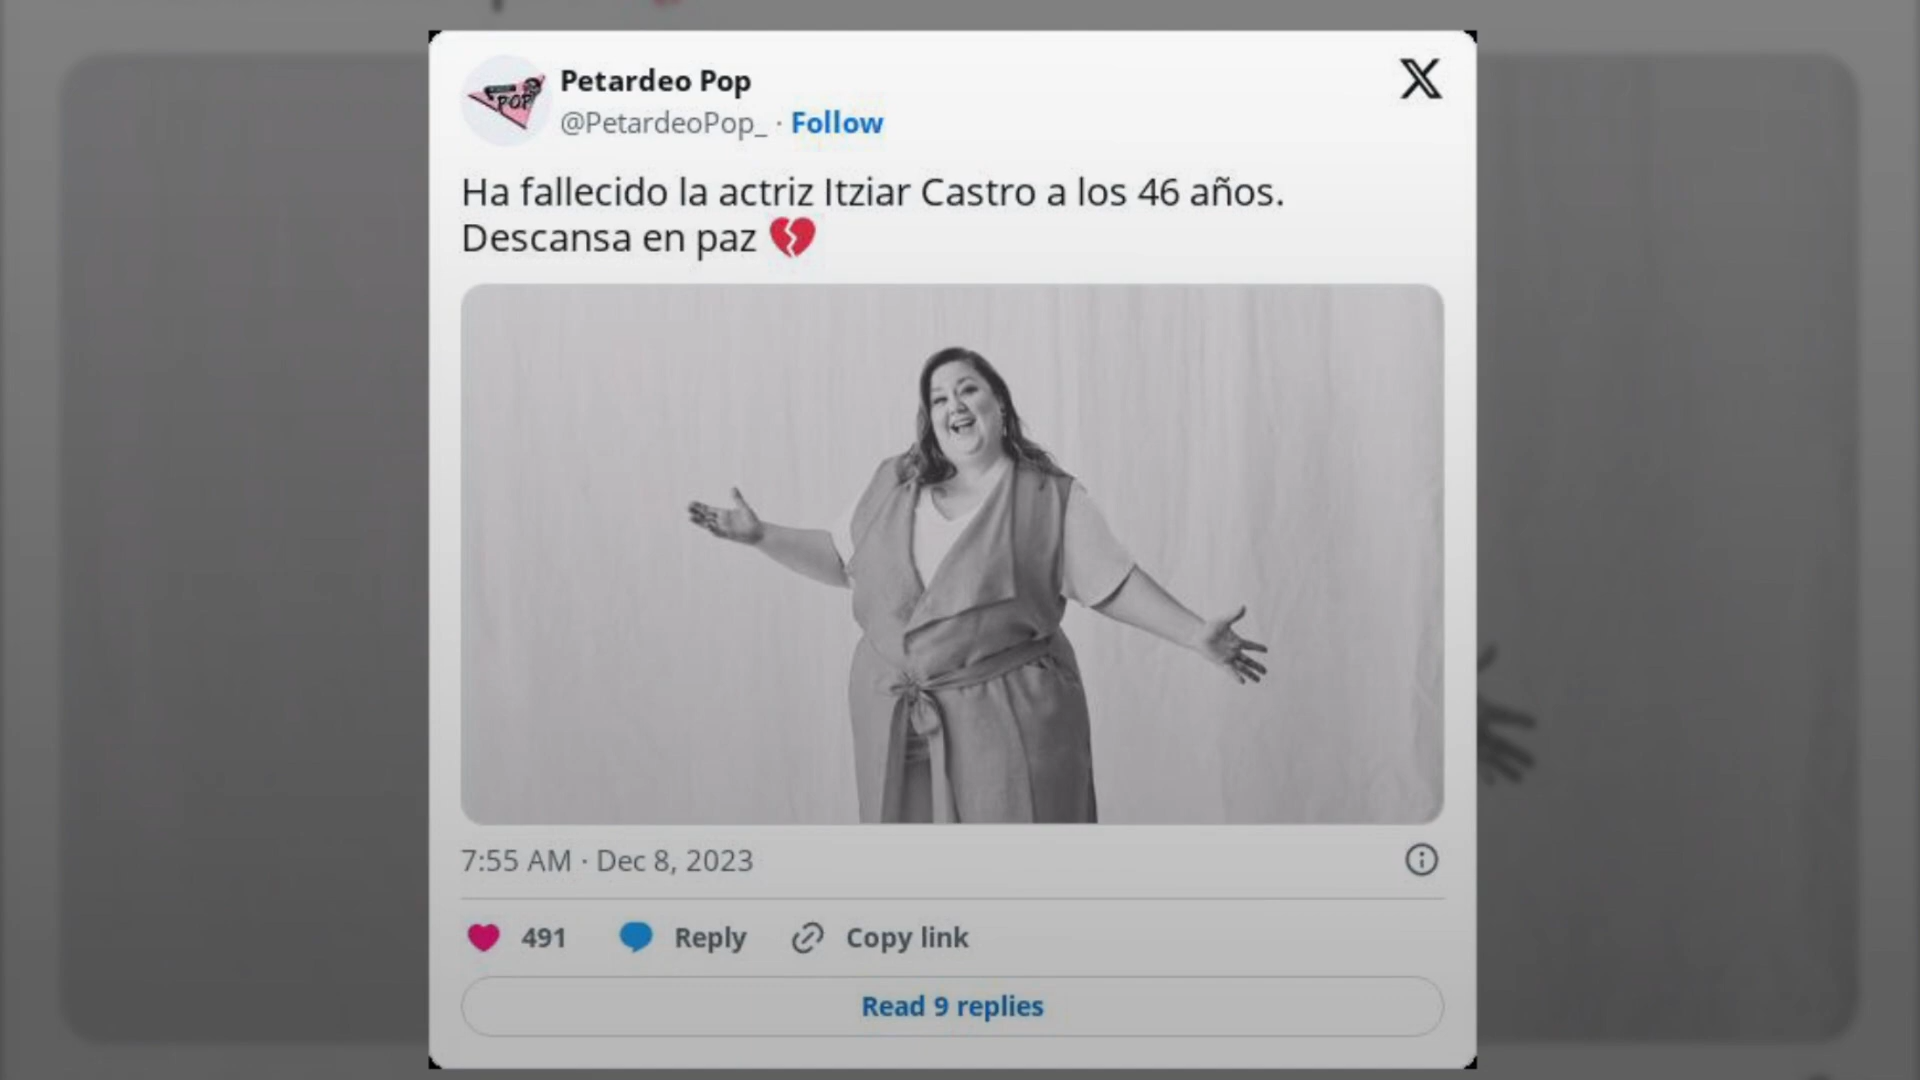 POP
Petardeo Pop
@PetardeoPop_ · Follow
Ha fallecido la actriz Itziar Castro a los 46 años.
Descansa en paz 💔
7:55 AM · Dec 8, 2023
491 Reply Copy link
Read 9 replies